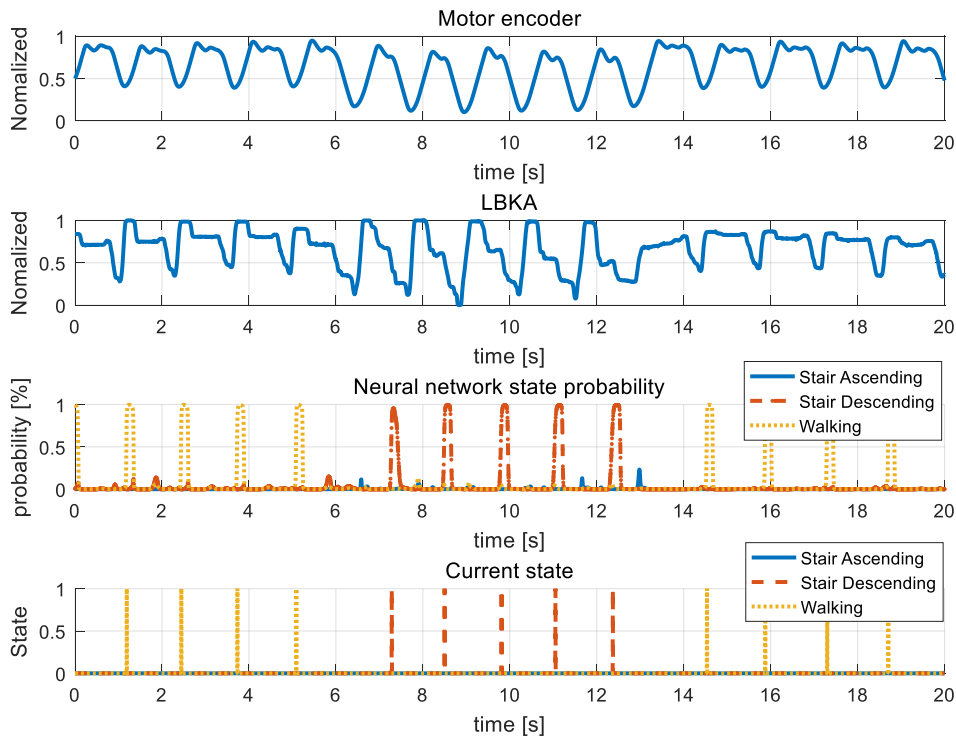 Motor encoder
Nomalized
1
0.5
0
0 2 4 6 8 10 12 14 16 18 20
time [s]
LBKA
Nomalized
1
0.5
0
0 2 4 6 8 10 12 14 16 18 20
time [s]
Neural network state probability
probability [%]
1
0.5
0
Stair Ascending
Stair Descending
Walking
0 2 4 6 8 10 12 14 16 18 20
time [s]
Current state
State
1
0.5
0
Stair Ascending
Stair Descending
Walking
0 2 4 6 8 10 12 14 16 18 20
time [s]